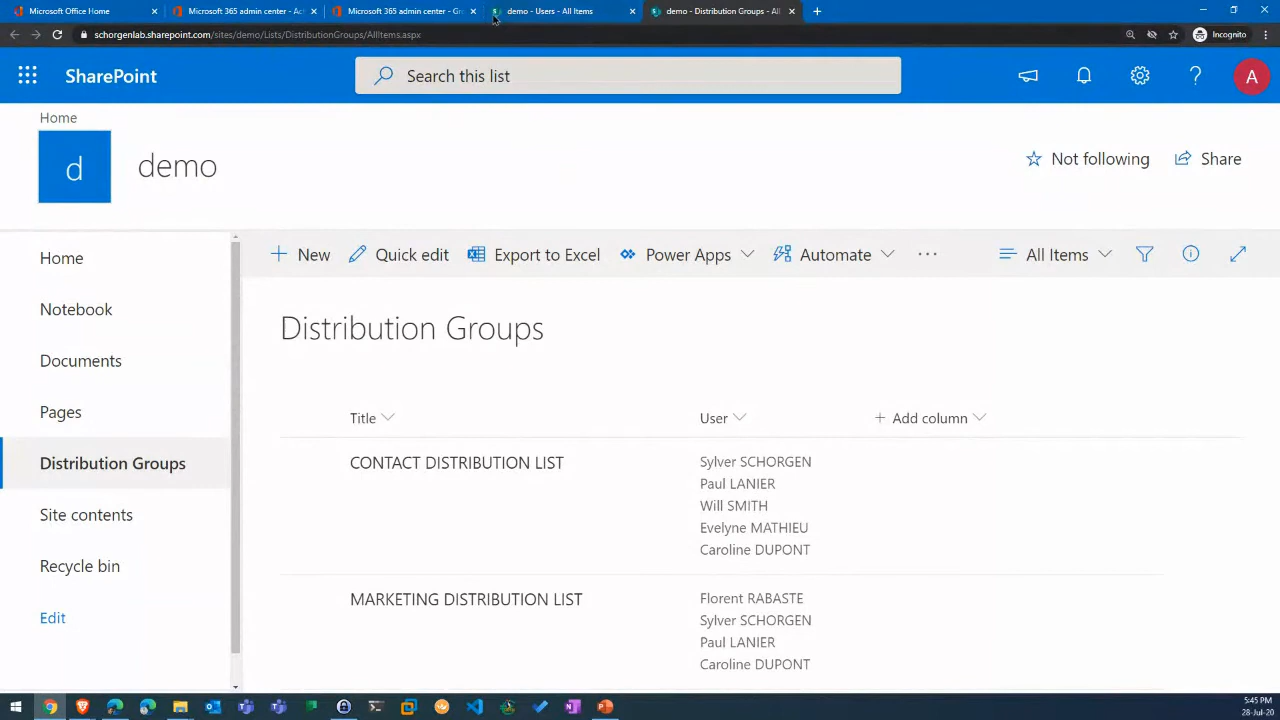 Microsoft Office Home
Microsoft 365 admin center - Act
Microsoft 365 admin center - Gro
demo - Users - All Items
demo - Distribution Groups - All
schorgenlab.sharepoint.com/sites/demo/Lists/DistributionGroups/AllItems.aspx
Incognito
SharePoint
Search this list
A
Home
d
demo
Not following
Share
Home
Notebook
Documents
Pages
Distribution Groups
Site contents
Recycle bin
Edit
New
Quick edit
Export to Excel
Power Apps
Automate
All Items
Distribution Groups
Title
User
Add column
CONTACT DISTRIBUTION LIST
Sylver SCHORGEN
Paul LANIER
Will SMITH
Evelyne MATHIEU
Caroline DUPONT
MARKETING DISTRIBUTION LIST
Florent RABASTE
Sylver SCHORGEN
Paul LANIER
Caroline DUPONT
5:45 PM
28-Jul-20